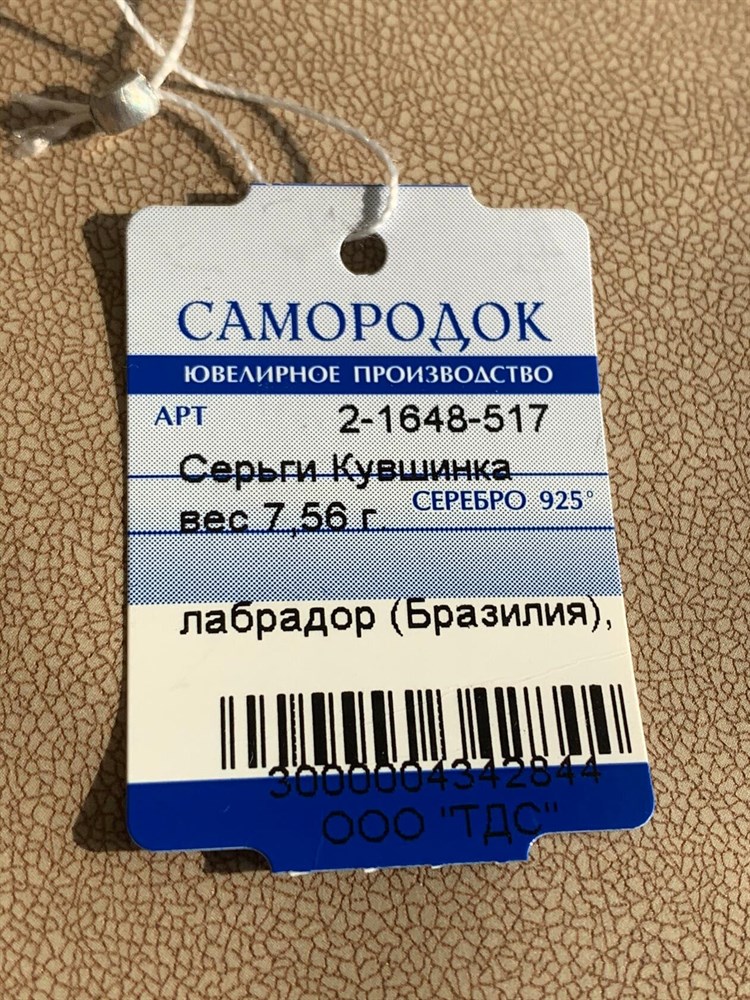 САМОРОДОК
ЮВЕЛИРНОЕ ПРОИЗВОДСТВО
АРТ 2-1648-517
Серьги Кувшинка
СЕРЕБРО 925°
вес 7,56 г
лабрадор (Бразилия),
3000004342844
ООО "ТДС"